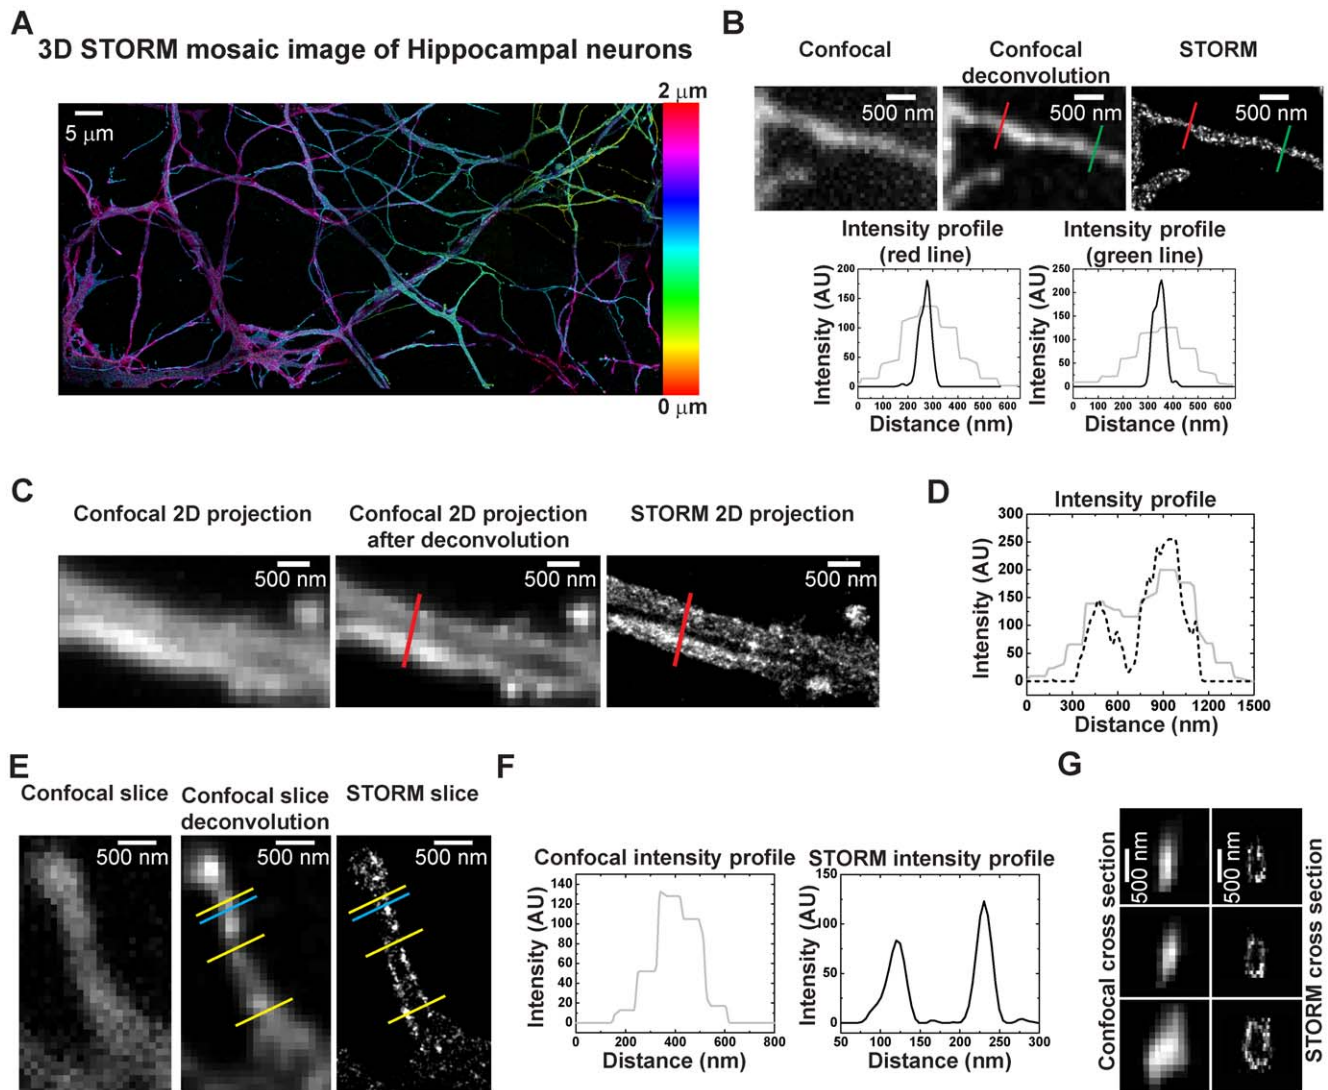 A
3D STORM mosaic image of Hippocampal neurons
5 μm
2 μm
0 μm
B
Confocal
Confocal
deconvolution
STORM
500 nm
500 nm
500 nm
Intensity profile
(red line)
Intensity (AU)
200
150
100
50
0
0 100 200 300 400 500 600
Distance (nm)
Intensity profile
(green line)
Intensity (AU)
250
200
150
100
50
0
0 100 200 300 400 500 600
Distance (nm)
C
Confocal 2D projection
Confocal 2D projection
after deconvolution
STORM 2D projection
500 nm
500 nm
500 nm
D
Intensity profile
Intensity (AU)
300
250
200
150
100
50
0
0 300 600 900 1200 1500
Distance (nm)
E
Confocal slice
Confocal slice
deconvolution
STORM slice
500 nm
500 nm
500 nm
F
Confocal intensity profile
Intensity (AU)
140
120
100
80
60
40
20
0
0 200 400 600 800
Distance (nm)
STORM intensity profile
Intensity (AU)
150
100
50
0
50 100 150 200 250 300
Distance (nm)
G
Confocal cross section
500 nm
500 nm
STORM cross section